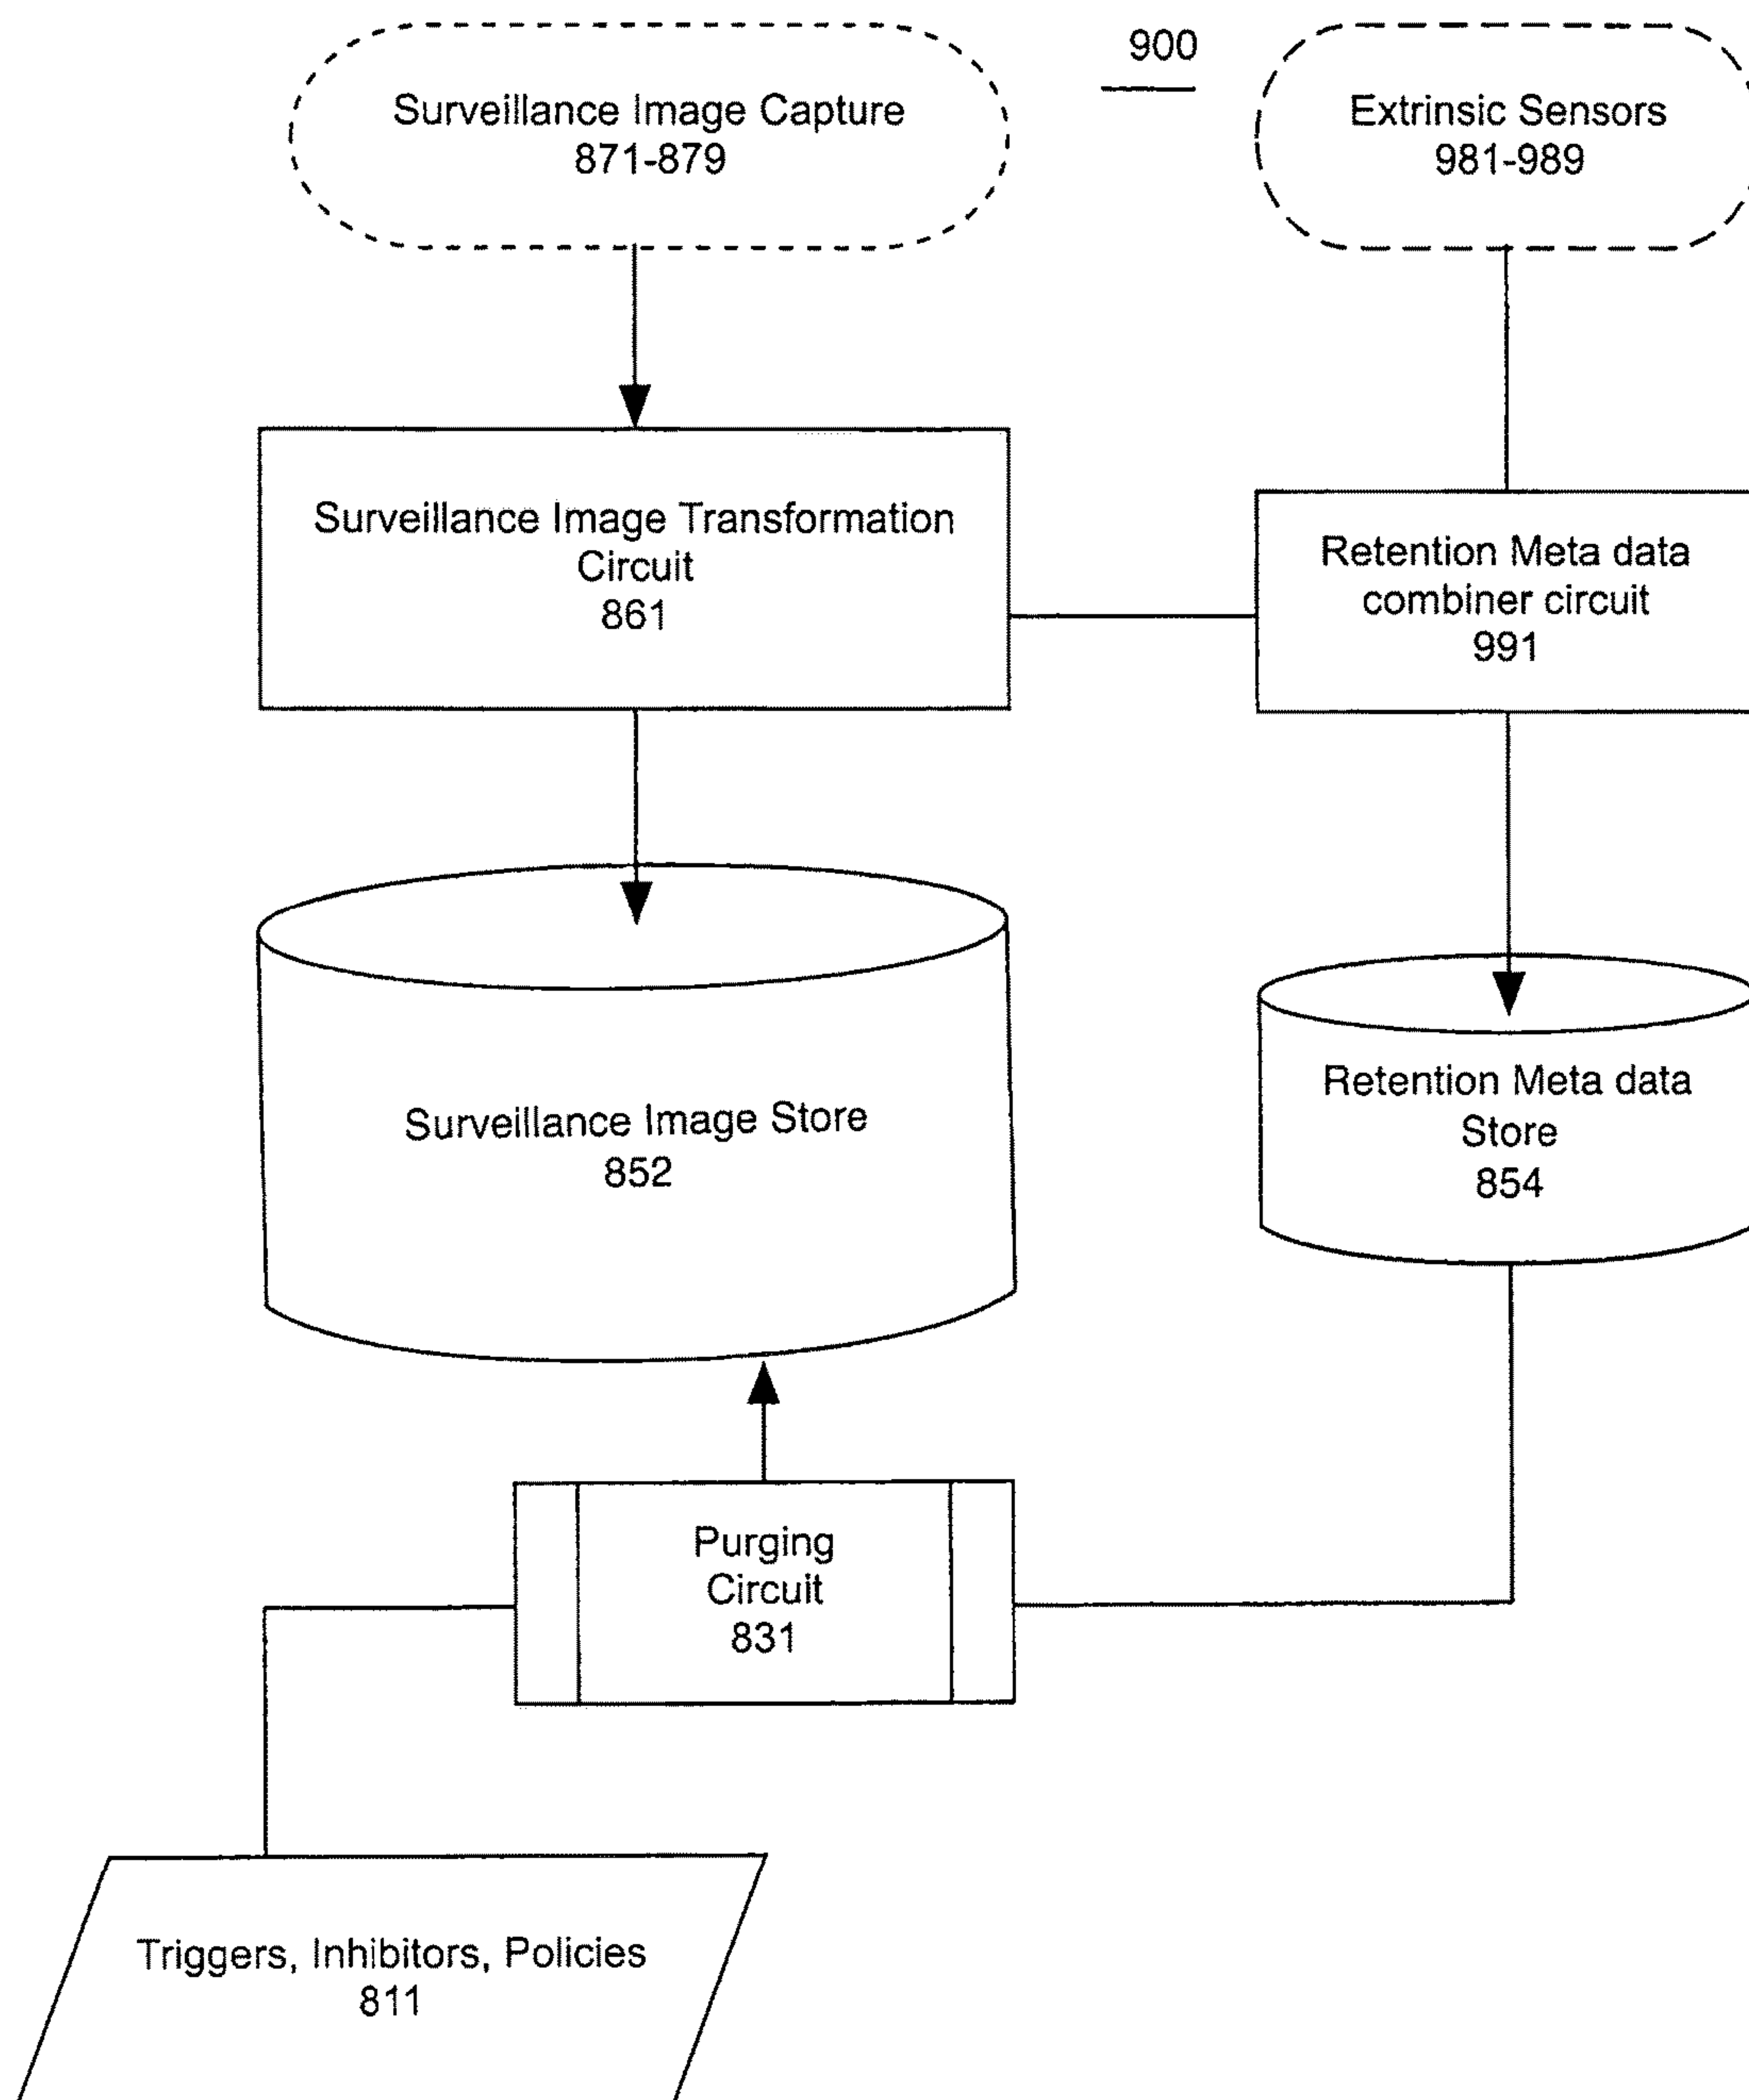 900
Surveillance Image Capture
871-879
Extrinsic Sensors
981-989
Surveillance Image Transformation
Circuit
861
Retention Meta data
combiner circuit
991
Surveillance Image Store
852
Retention Meta data
Store
854
Purging
Circuit
831
Triggers, Inhibitors, Policies
811